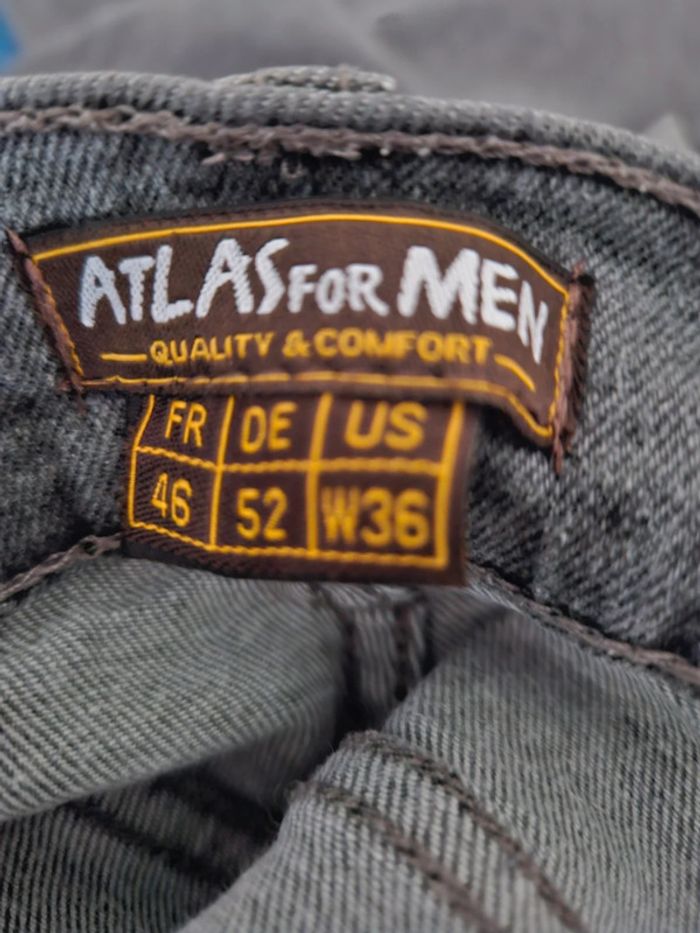 ATLAS FOR MEN
QUALITY & COMFORT
FR DE US
46 52 W36